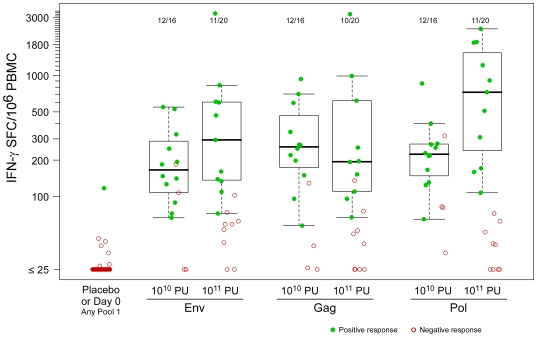 12/16 11/20 12/16 10/20 12/16 11/20
3000
1800
1000
500
300
200
100
≤ 25
IFN-γ SFC/10⁶ PBMC
Placebo
or Day 0
Any Pool 1
10¹⁰ PU 10¹¹ PU 10¹⁰ PU 10¹¹ PU 10¹⁰ PU 10¹¹ PU
Env Gag Pol
Positive response Negative response